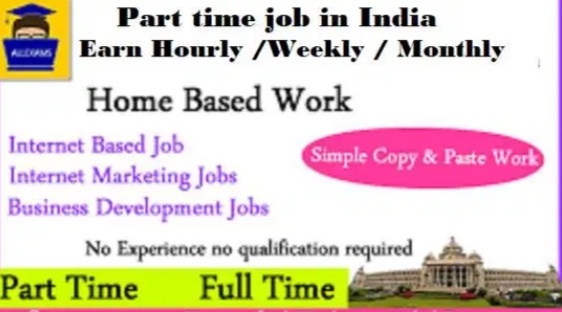 ALLEXAMS
Part time job in India
Earn Hourly /Weekly / Monthly
Home Based Work
Internet Based Job
Internet Marketing Jobs
Business Development Jobs
Simple Copy & Paste Work
No Experience no qualification required
Part Time Full Time